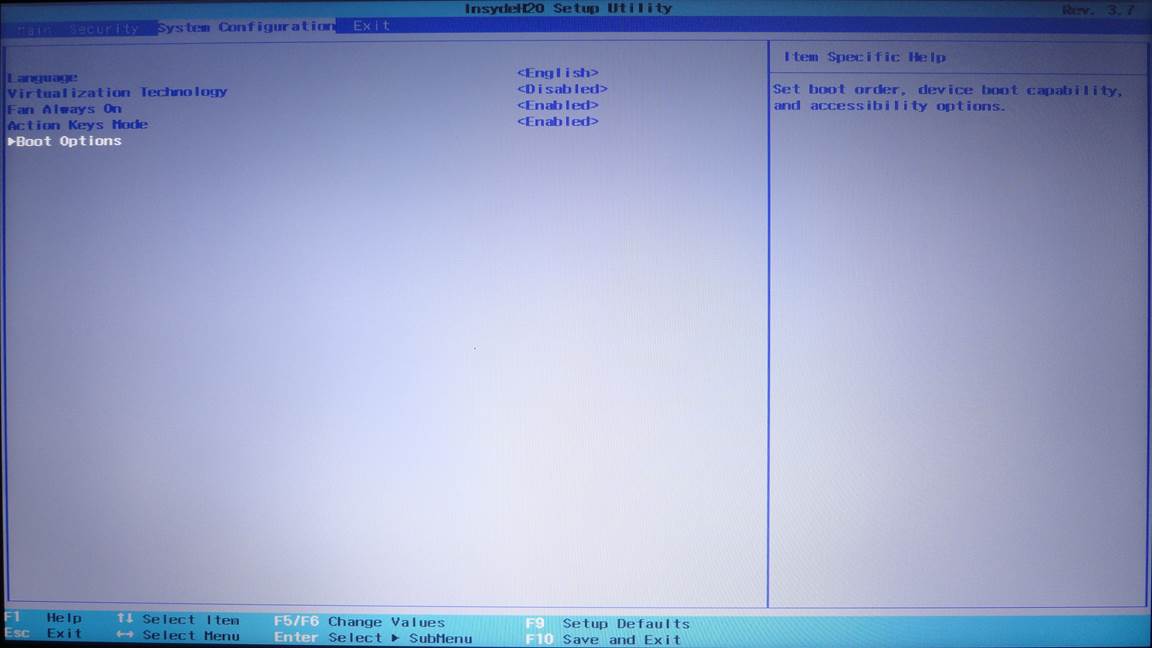 InsydeH20 Setup Utility Rev. 3.7
Main Security System Configuration Exit
Item Specific Help
Language <English>
Virtualization Technology <Disabled>
Fan Always On <Enabled>
Action Keys Mode <Enabled>
▶Boot Options
Set boot order, device boot capability,
and accessibility options.
F1 Help ↑↓ Select Item F5/F6 Change Values F9 Setup Defaults
Esc Exit ↔ Select Menu Enter Select ▶ SubMenu F10 Save and Exit